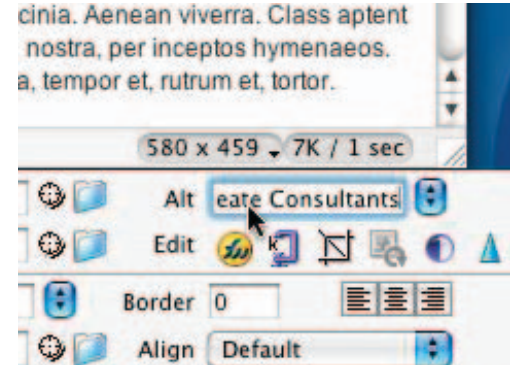 cinia. Aenean viverra. Class aptent
nostra, per inceptos hymenaeos.
a, tempor et, rutrum et, tortor.
580 x 459 7K / 1 sec
Alt eate Consultants
Edit
Border 0
Align Default